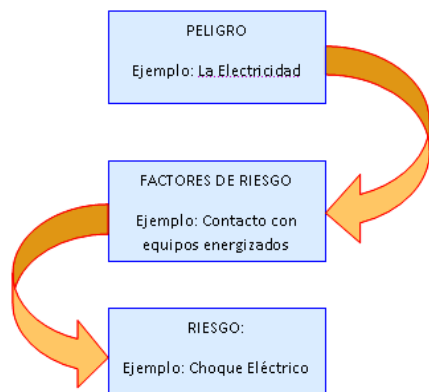 PELIGRO
Ejemplo: La Electricidad
FACTORES DE RIESGO
Ejemplo: Contacto con
equipos energizados
RIESGO:
Ejemplo: Choque Eléctrico